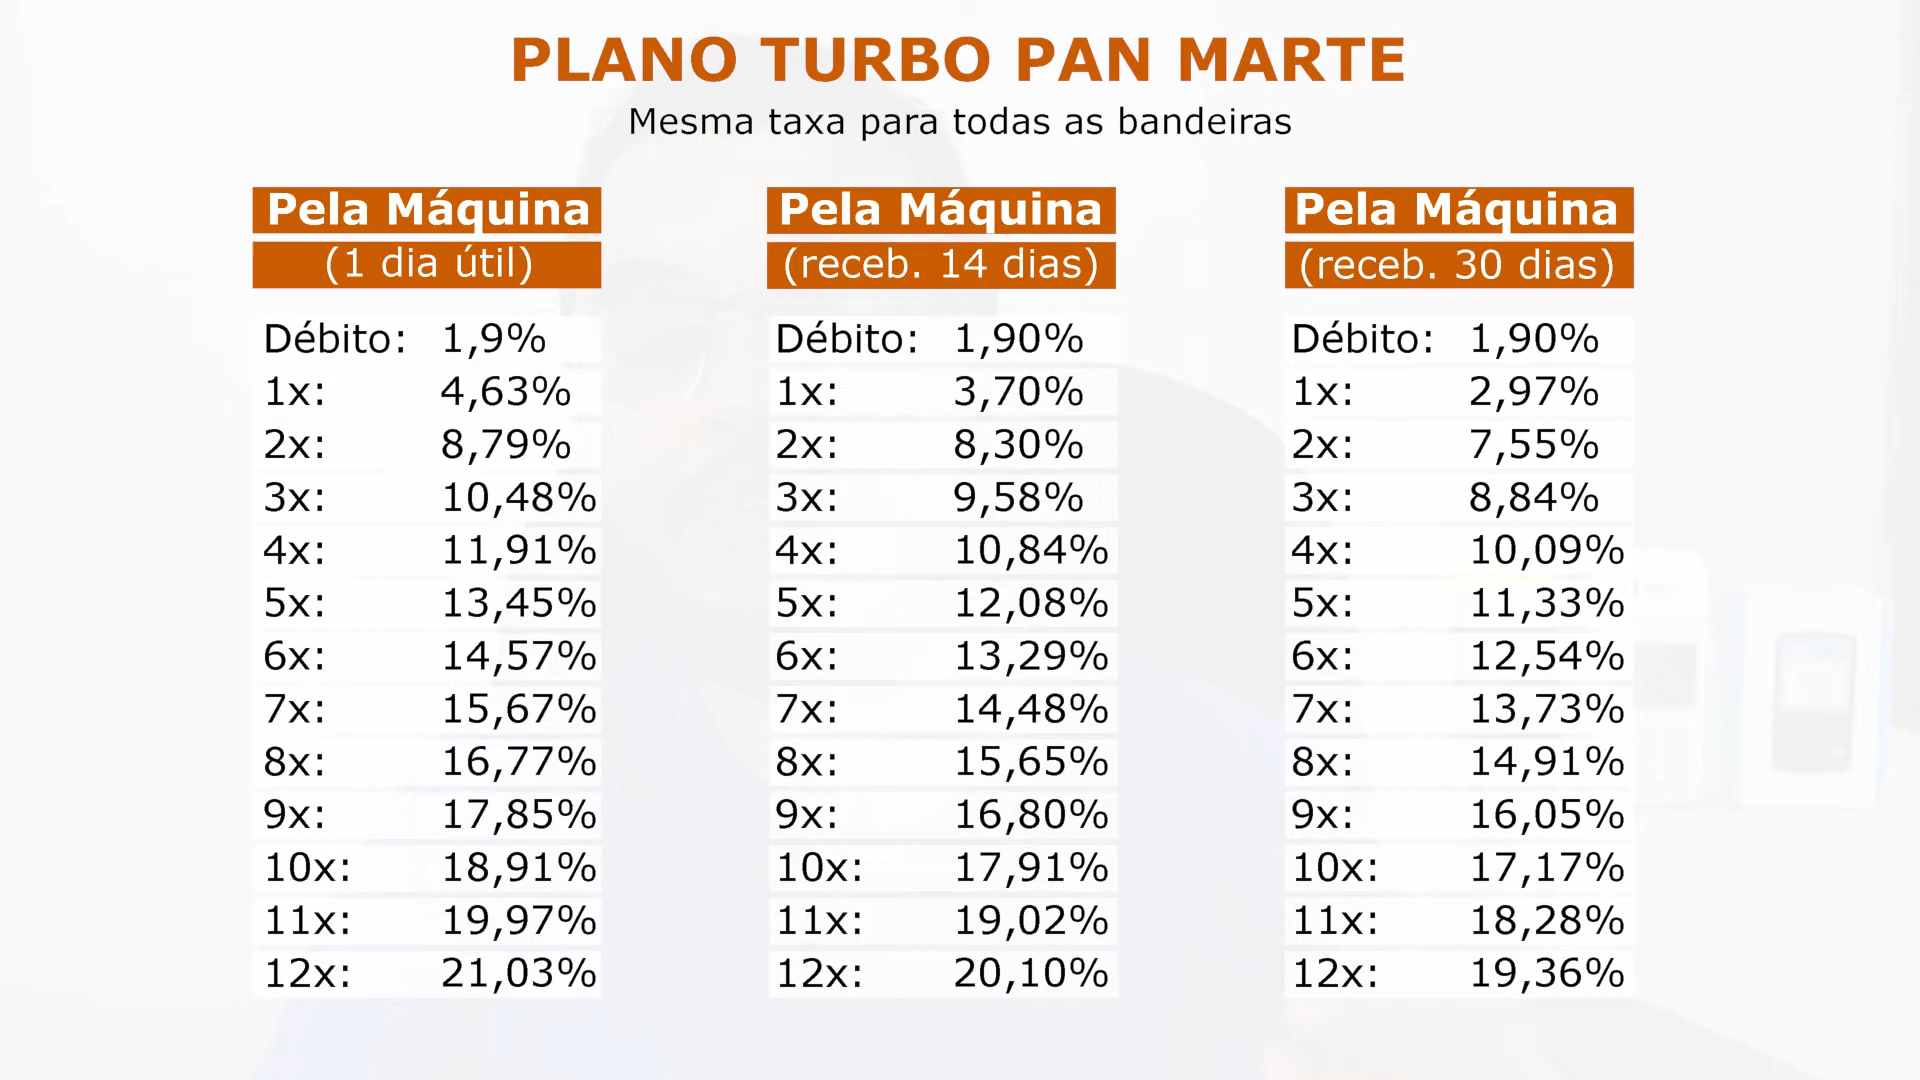 PLANO TURBO PAN MARTE
Mesma taxa para todas as bandeiras
Pela Máquina
(1 dia útil)
Débito: 1,9%
1x: 4,63%
2x: 8,79%
3x: 10,48%
4x: 11,91%
5x: 13,45%
6x: 14,57%
7x: 15,67%
8x: 16,77%
9x: 17,85%
10x: 18,91%
11x: 19,97%
12x: 21,03%
Pela Máquina
(receb. 14 dias)
Débito: 1,90%
1x: 3,70%
2x: 8,30%
3x: 9,58%
4x: 10,84%
5x: 12,08%
6x: 13,29%
7x: 14,48%
8x: 15,65%
9x: 16,80%
10x: 17,91%
11x: 19,02%
12x: 20,10%
Pela Máquina
(receb. 30 dias)
Débito: 1,90%
1x: 2,97%
2x: 7,55%
3x: 8,84%
4x: 10,09%
5x: 11,33%
6x: 12,54%
7x: 13,73%
8x: 14,91%
9x: 16,05%
10x: 17,17%
11x: 18,28%
12x: 19,36%